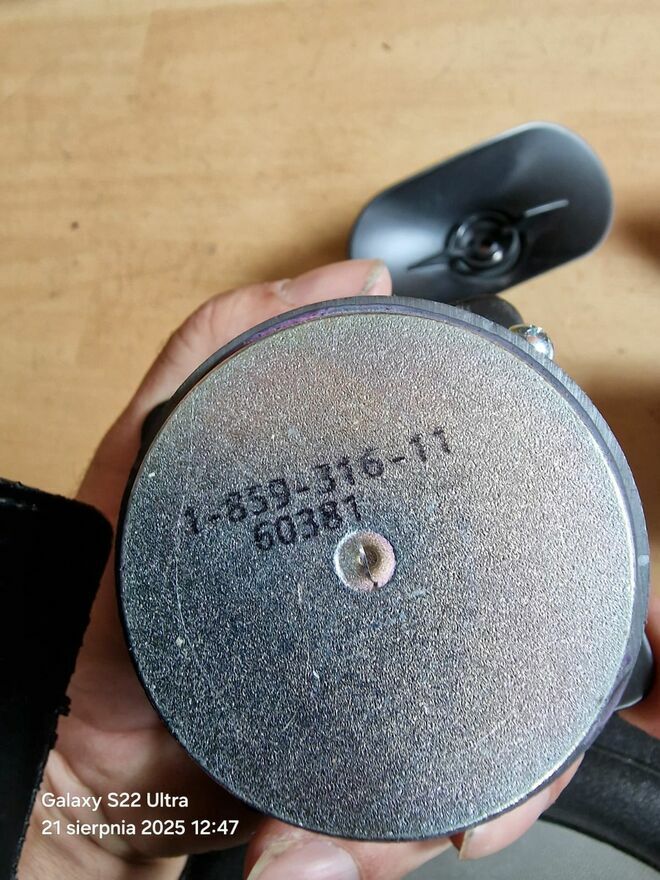 1-859-316-11
60381
Galaxy S22 Ultra
21 sierpnia 2025 12:47